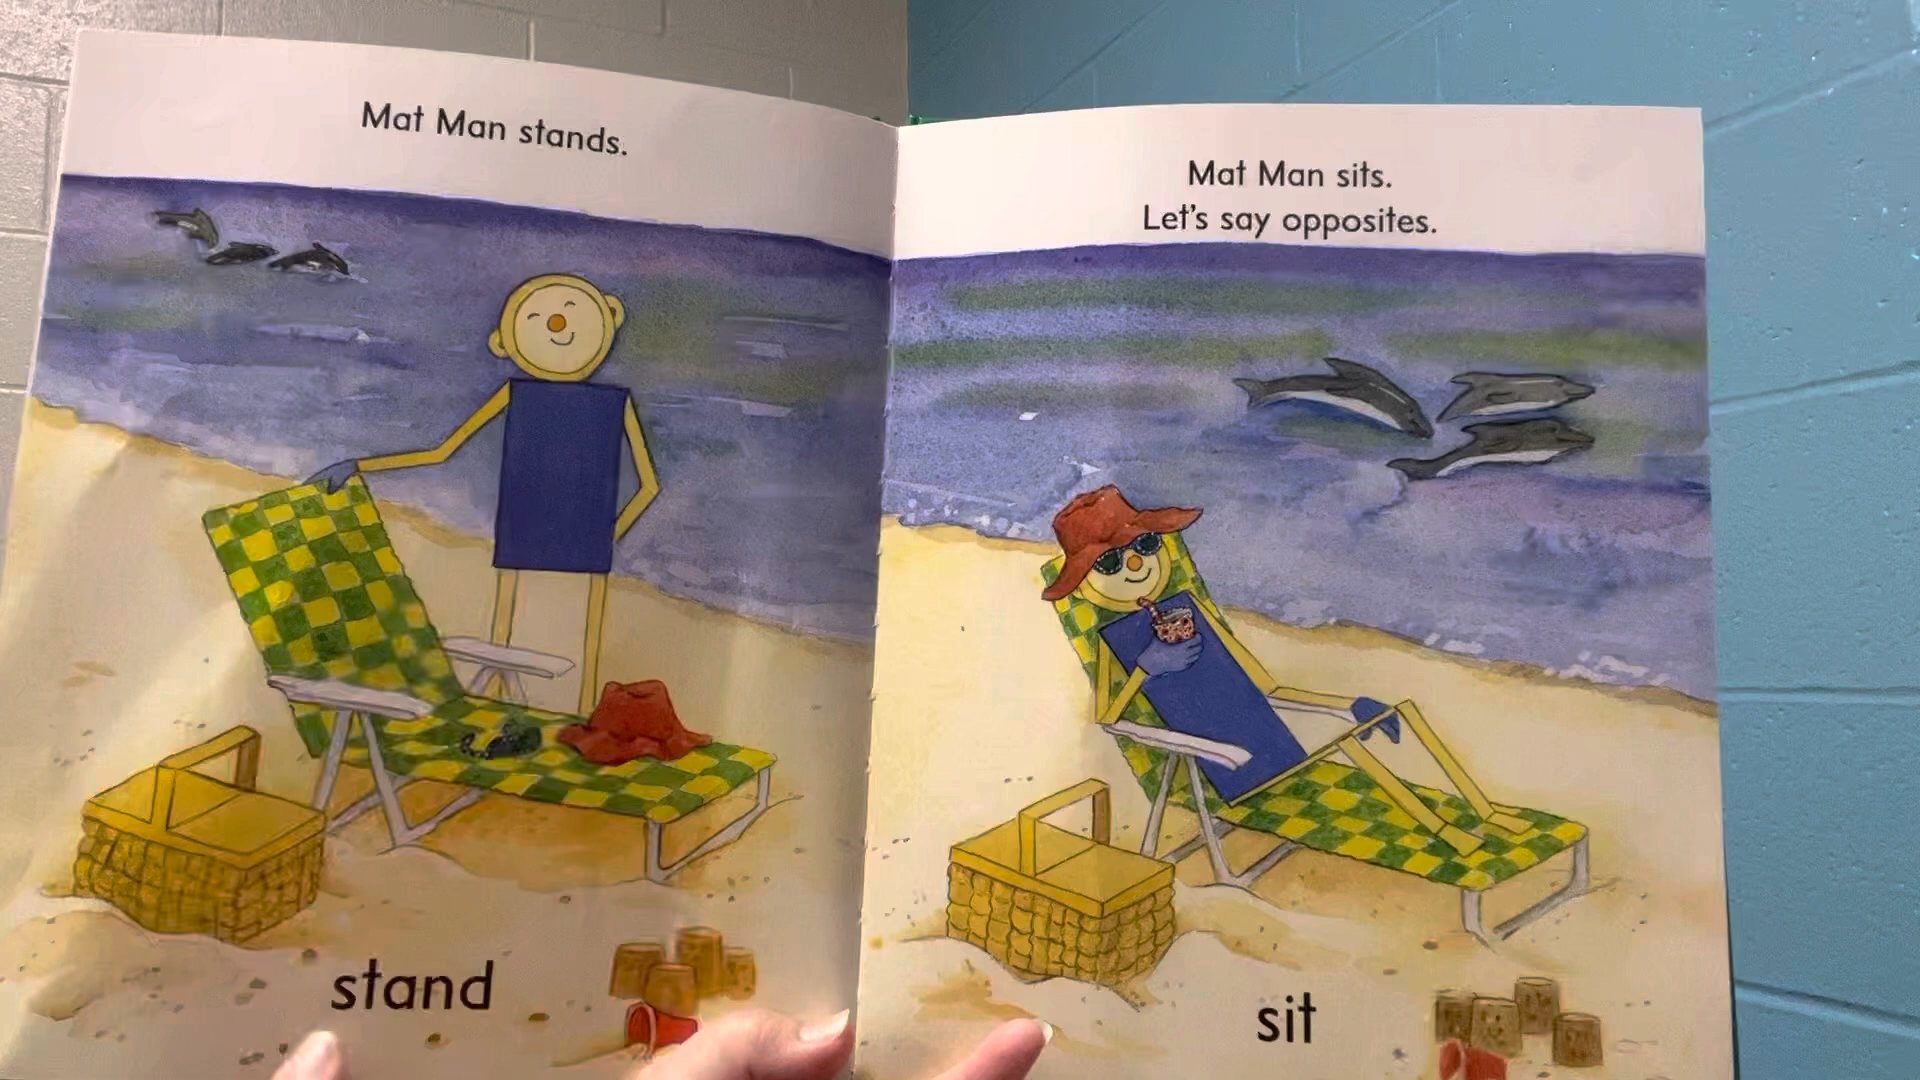 Mat Man stands.
stand
Mat Man sits.
Let's say opposites.
sit